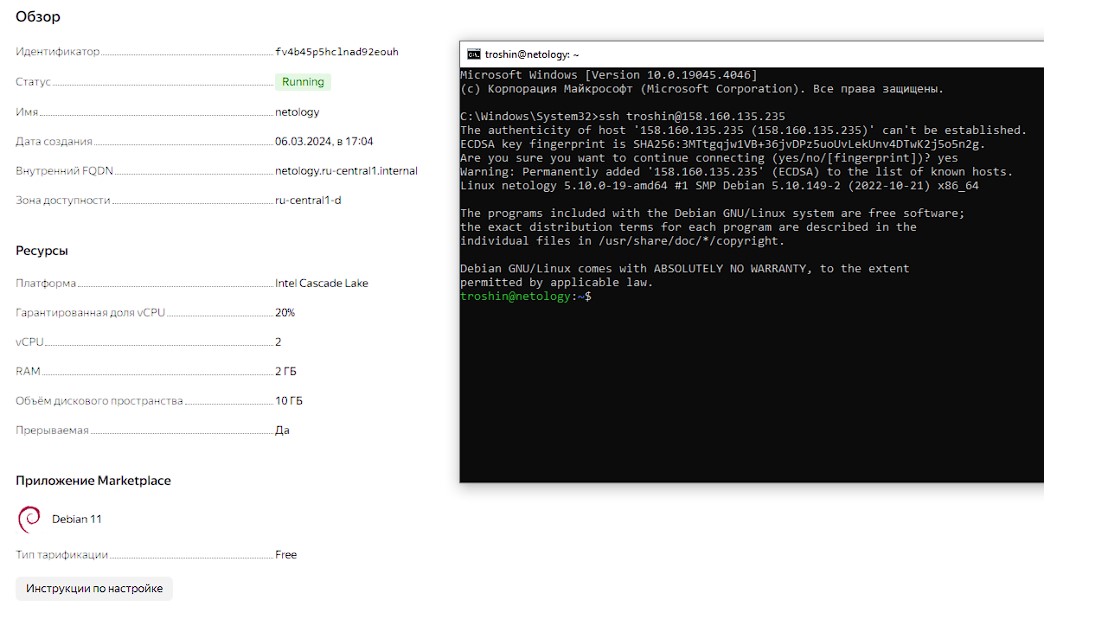 Обзор
Идентификатор fv4b45p5hclnad92eouh
Статус Running
Имя netology
Дата создания 06.03.2024, в 17:04
Внутренний FQDN netology.ru-central1.internal
Зона доступности ru-central1-d
Ресурсы
Платформа Intel Cascade Lake
Гарантированная доля vCPU 20%
vCPU 2
RAM 2 ГБ
Объём дискового пространства 10 ГБ
Прерываемая Да
Приложение Marketplace
Debian 11
Тип тарификации Free
Инструкции по настройке
troshin@netology: ~
Microsoft Windows [Version 10.0.19045.4046]
(c) Корпорация Майкрософт (Microsoft Corporation). Все права защищены.
C:\Windows\System32>ssh troshin@158.160.135.235
The authenticity of host '158.160.135.235 (158.160.135.235)' can't be established.
ECDSA key fingerprint is SHA256:3MTtgqjw1VB+36jvDPz5uoUvLekUnv4DTwK2j5o5n2g.
Are you sure you want to continue connecting (yes/no/[fingerprint])? yes
Warning: Permanently added '158.160.135.235' (ECDSA) to the list of known hosts.
Linux netology 5.10.0-19-amd64 #1 SMP Debian 5.10.149-2 (2022-10-21) x86_64
The programs included with the Debian GNU/Linux system are free software;
the exact distribution terms for each program are described in the
individual files in /usr/share/doc/*/copyright.
Debian GNU/Linux comes with ABSOLUTELY NO WARRANTY, to the extent
permitted by applicable law.
troshin@netology:~$